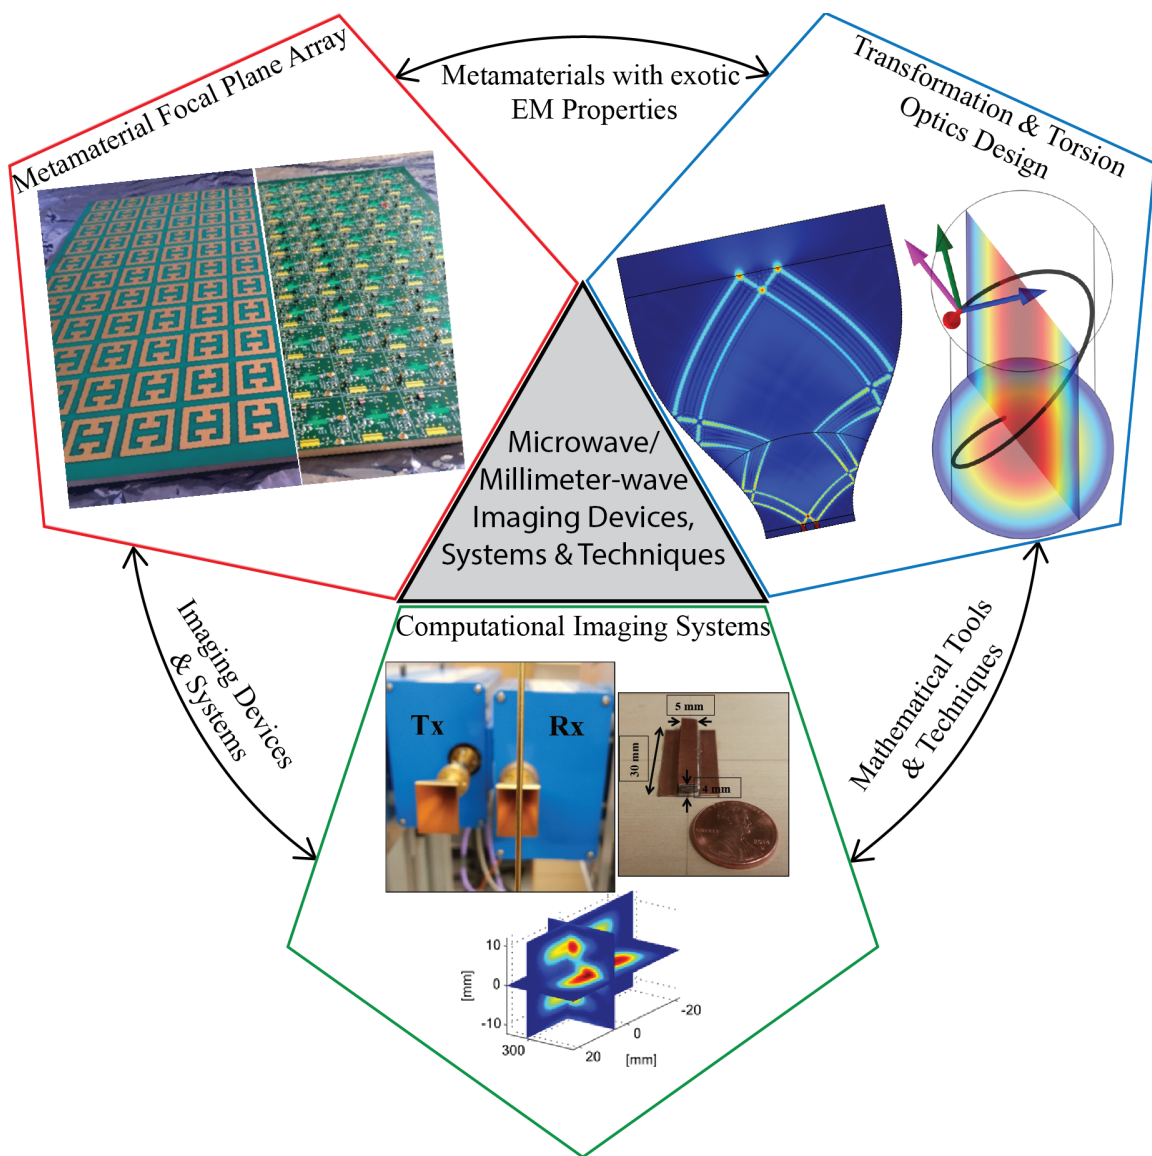 Metamaterial Focal Plane Array
Metamaterials with exotic
EM Properties
Transformation & Torsion
Optics Design
Microwave/
Millimeter-wave
Imaging Devices,
Systems & Techniques
Imaging Devices
& Systems
Mathematical Tools
& Techniques
Computational Imaging Systems
Tx
Rx
5 mm
30 mm
4 mm
10
0
-10
[mm]
300
20
0
-20
[mm]